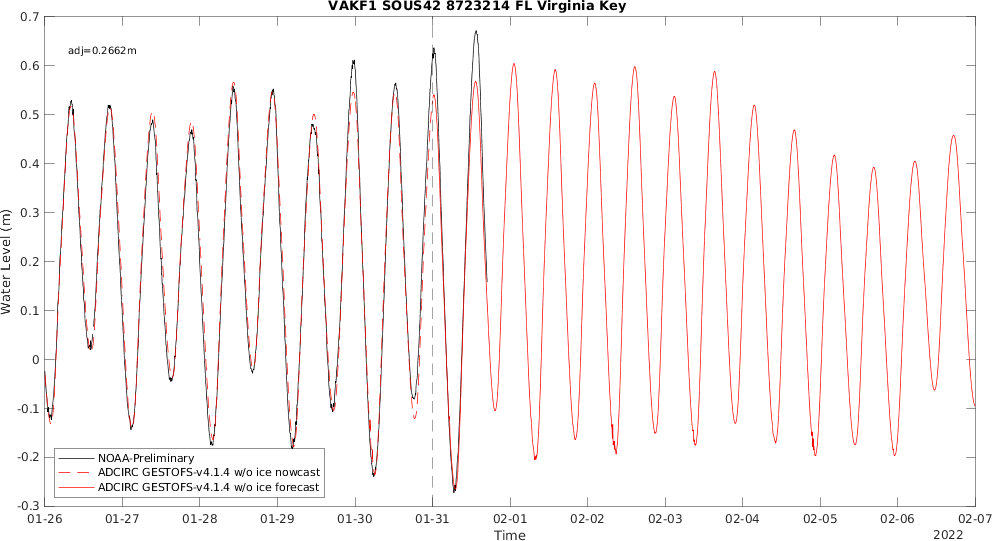 VAKF1 SOUS42 8723214 FL Virginia Key
adj=0.2662m
0.7
0.6
0.5
0.4
0.3
0.2
0.1
0
-0.1
-0.2
-0.3
Water Level (m)
NOAA-Preliminary
ADCIRC GESTOFS-v4.1.4 w/o ice nowcast
ADCIRC GESTOFS-v4.1.4 w/o ice forecast
01-26 01-27 01-28 01-29 01-30 01-31 02-01 02-02 02-03 02-04 02-05 02-06 02-07
Time
2022